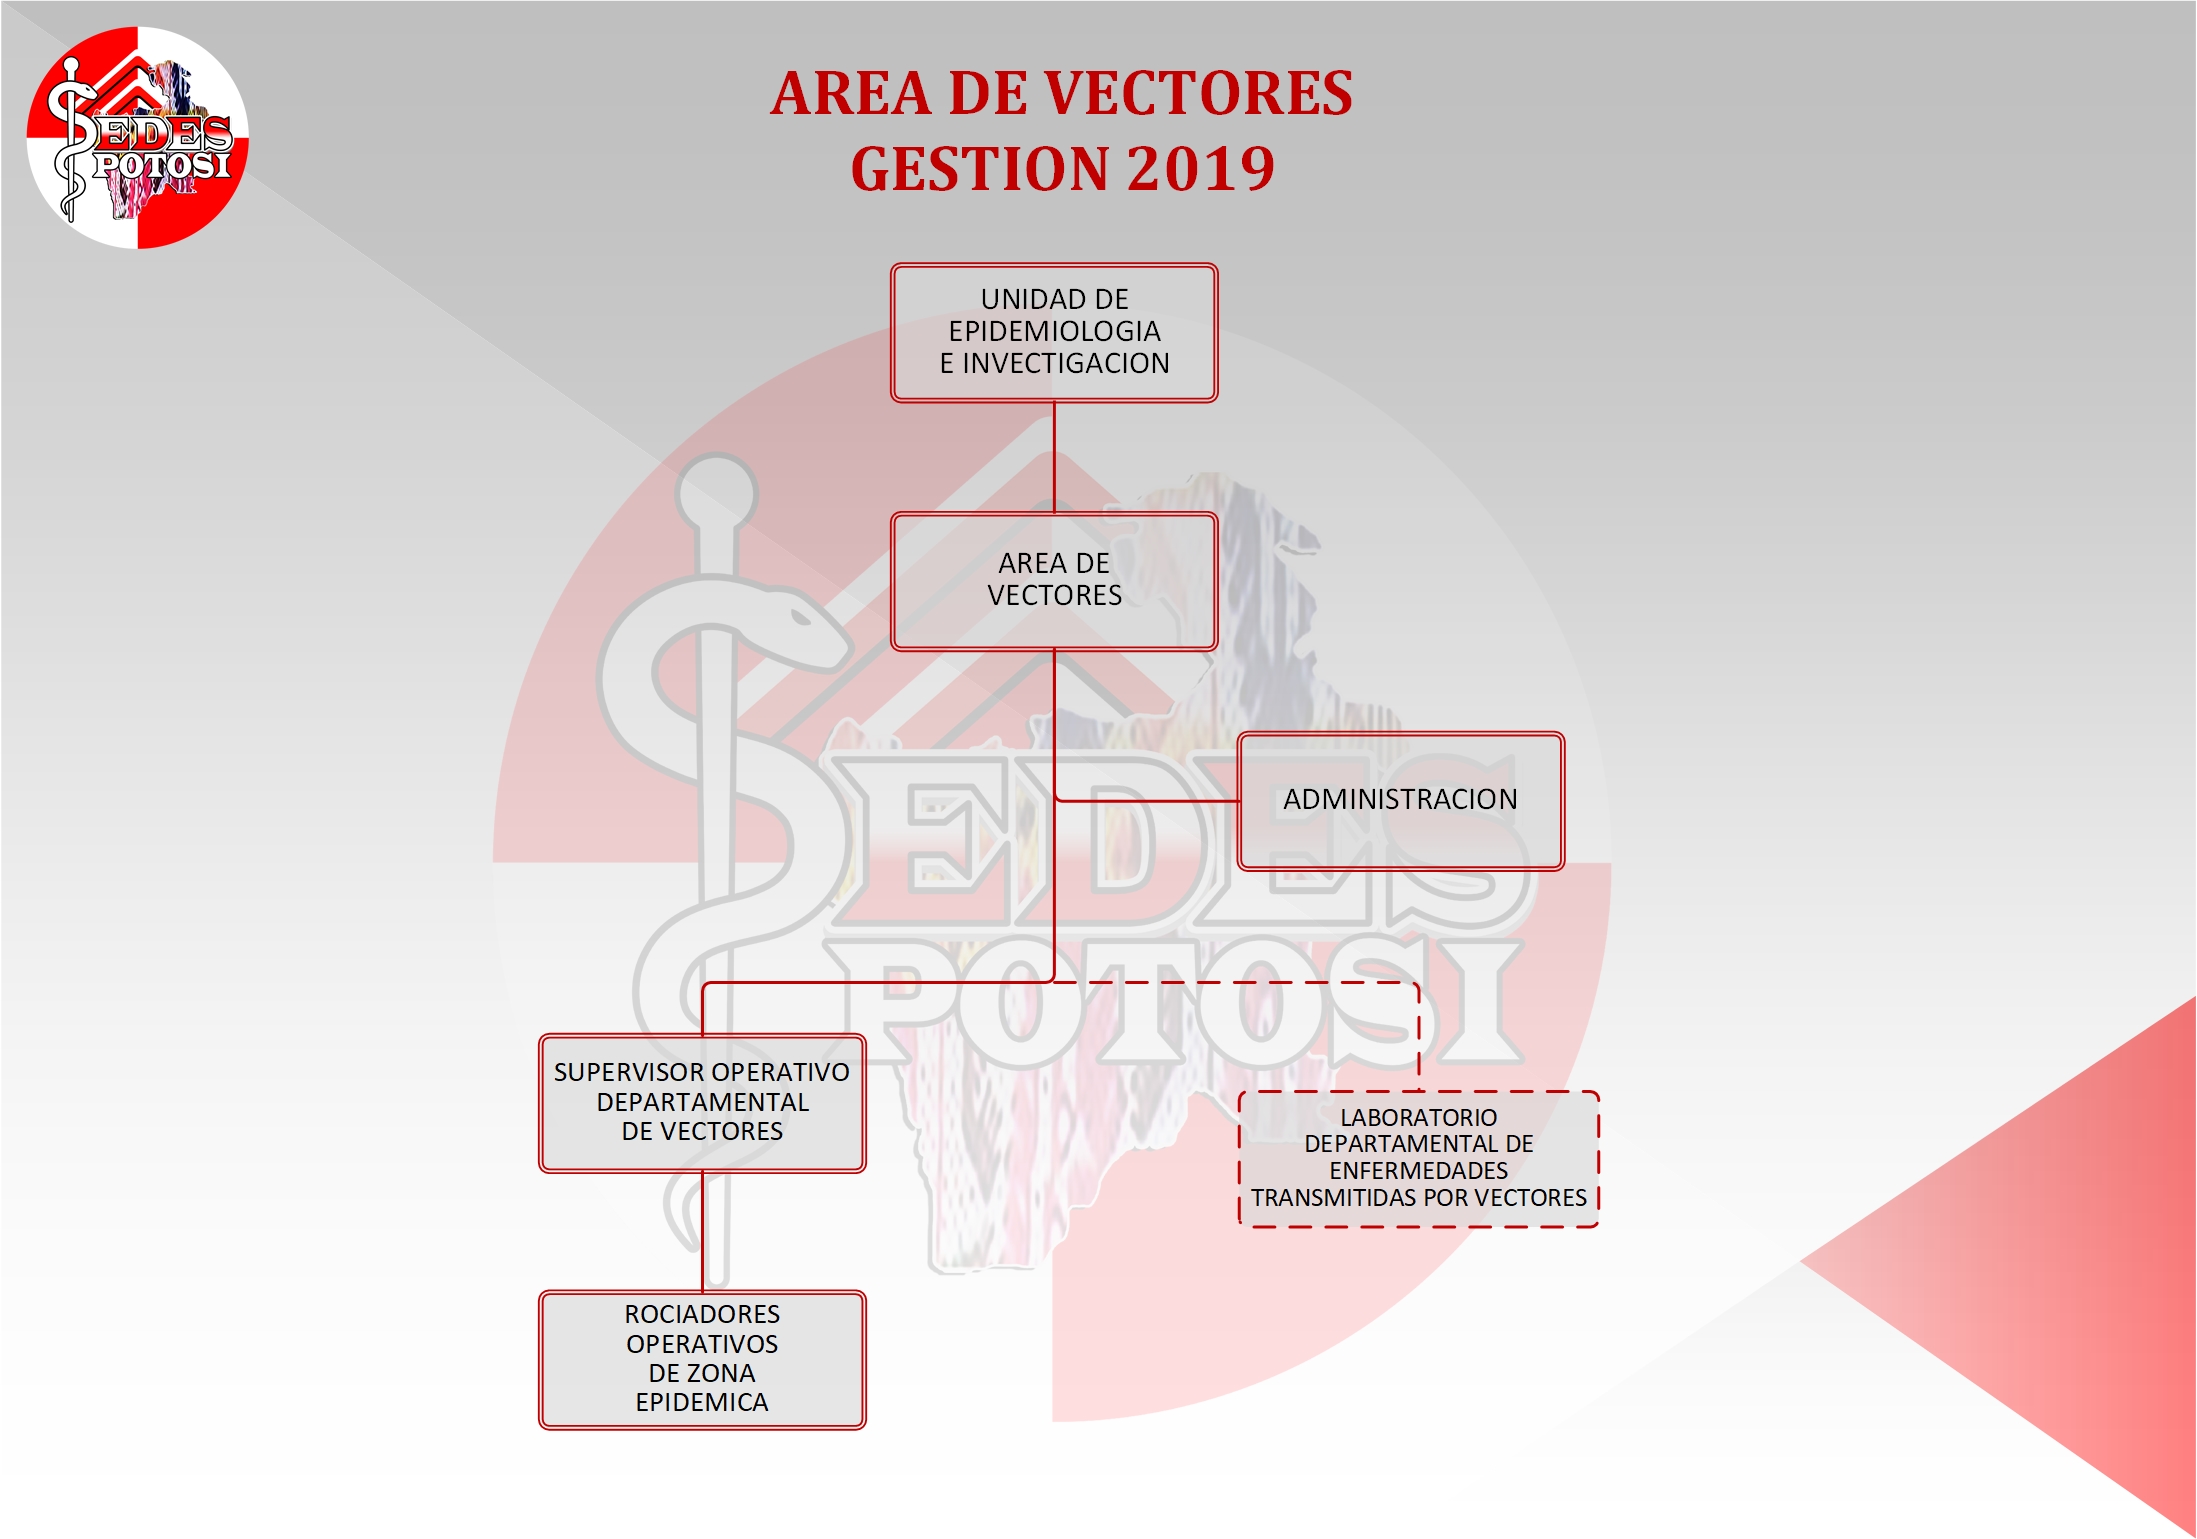 SEDES
POTOSI
AREA DE VECTORES
GESTION 2019
UNIDAD DE
EPIDEMIOLOGIA
E INVECTIGACION
AREA DE
VECTORES
ADMINISTRACION
SEDES
POTOSI
SUPERVISOR OPERATIVO
DEPARTAMENTAL
DE VECTORES
LABORATORIO
DEPARTAMENTAL DE
ENFERMEDADES
TRANSMITIDAS POR VECTORES
ROCIADORES
OPERATIVOS
DE ZONA
EPIDEMICA